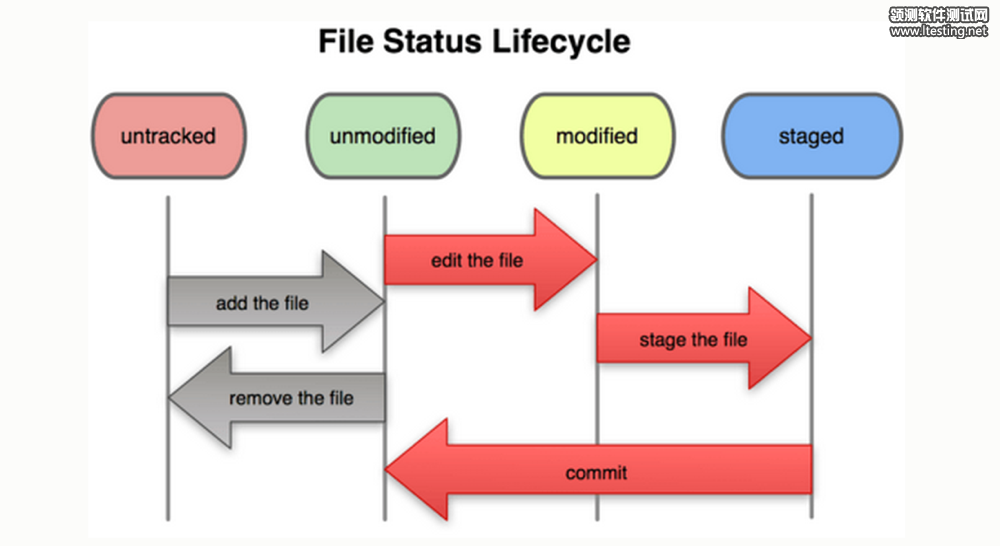 领测软件测试网
www.ltesting.net
File Status Lifecycle
untracked
unmodified
modified
staged
edit the file
add the file
stage the file
remove the file
commit